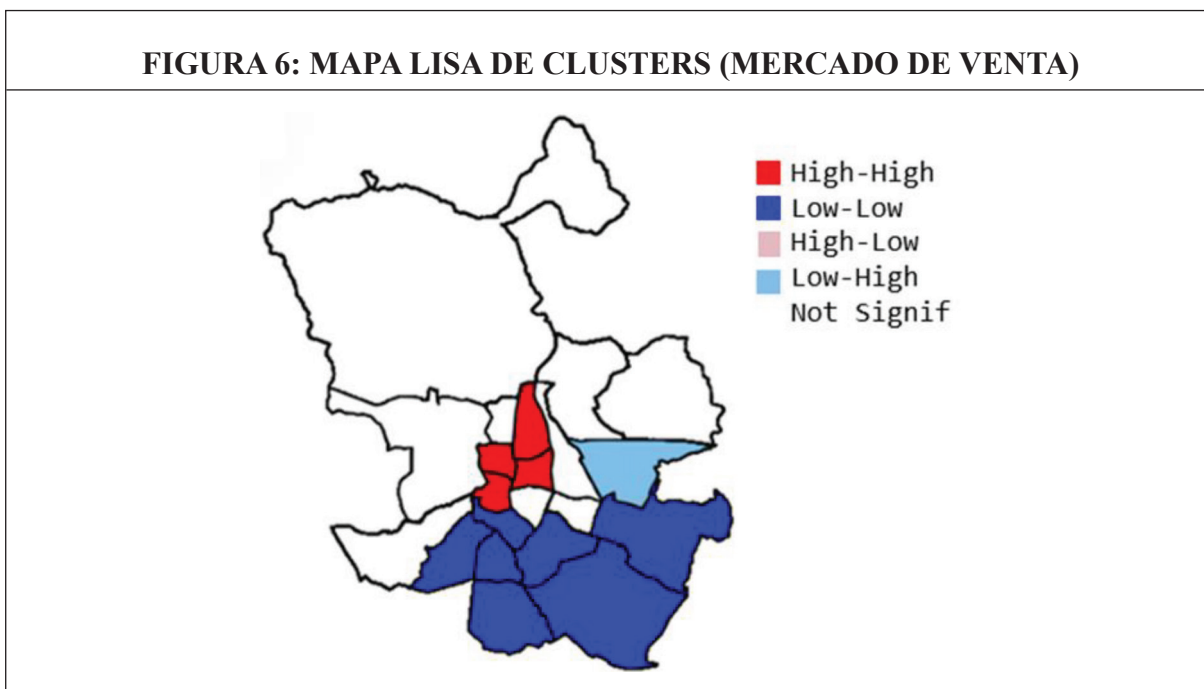 FIGURA 6: MAPA LISA DE CLUSTERS (MERCADO DE VENTA)
High-High
Low-Low
High-Low
Low-High
Not Signif